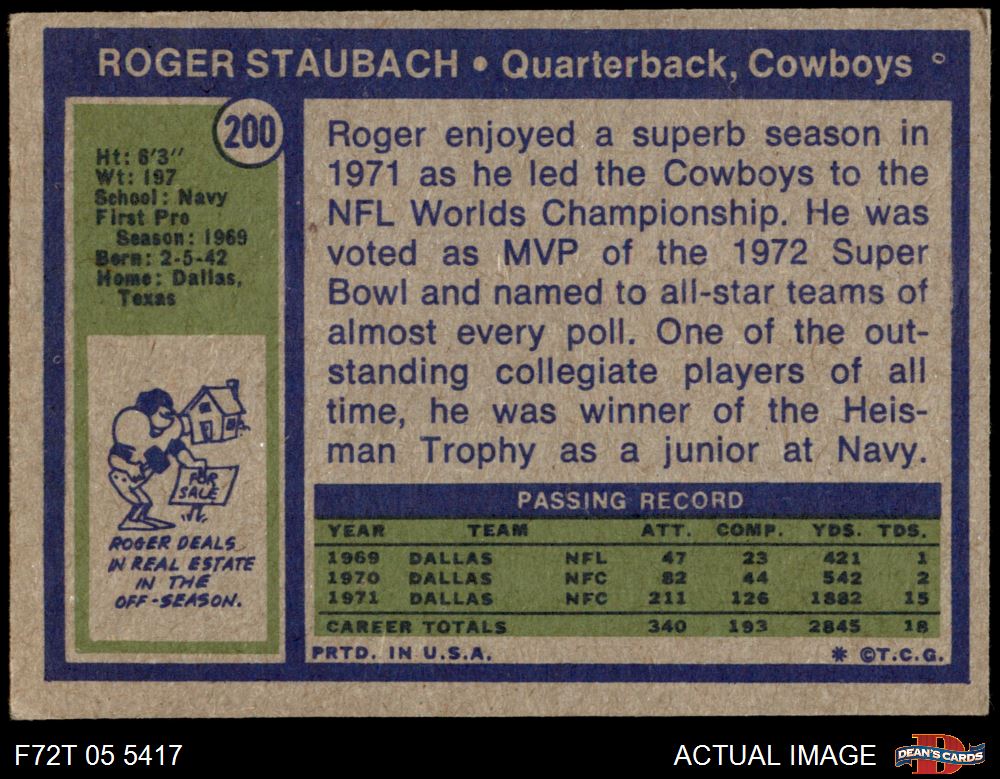 ROGER STAUBACH • Quarterback, Cowboys
200
Ht: 6'3"
Wt: 197
School: Navy
First Pro
Season: 1969
Born: 2-5-42
Home: Dallas,
Texas
FOR
SALE
ROGER DEALS
IN REAL ESTATE
IN THE
OFF-SEASON.
Roger enjoyed a superb season in
1971 as he led the Cowboys to the
NFL Worlds Championship. He was
voted as MVP of the 1972 Super
Bowl and named to all-star teams of
almost every poll. One of the out-
standing collegiate players of all
time, he was winner of the Heis-
man Trophy as a junior at Navy.
PASSING RECORD
YEAR TEAM ATT. COMP. YDS. TDS.
1969 DALLAS NFL 47 23 421 1
1970 DALLAS NFC 82 44 542 2
1971 DALLAS NFC 211 126 1882 15
CAREER TOTALS 340 193 2845 18
PRTD. IN U.S.A. * ©T.C.G.
F72T 05 5417 ACTUAL IMAGE
D
DEAN'S CARDS